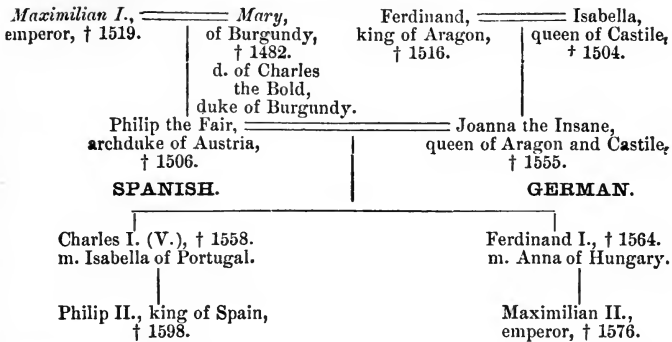 Maximilian I., Mary, Ferdinand, Isabella,
emperor, † 1519. of Burgundy, king of Aragon, queen of Castile,
† 1482. † 1516. † 1504.
d. of Charles
the Bold,
duke of Burgundy.
Philip the Fair, Joanna the Insane,
archduke of Austria, queen of Aragon and Castile,
† 1506. † 1555.
SPANISH. GERMAN.
Charles I. (V.), † 1558. Ferdinand I., † 1564.
m. Isabella of Portugal. m. Anna of Hungary.
Philip II., king of Spain, Maximilian II.,
† 1598. emperor, † 1576.